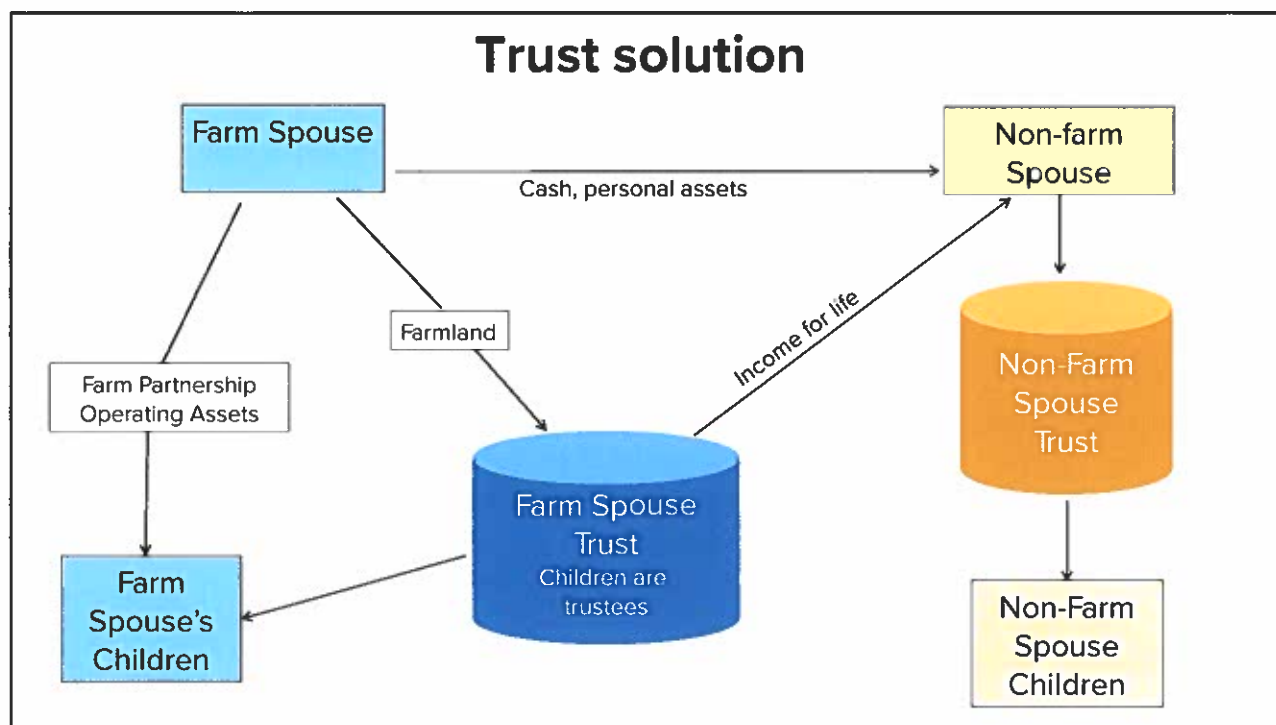 Trust solution
Farm Spouse
Non-farm
Spouse
Cash, personal assets
Farmland
Income for life
Farm Partnership
Operating Assets
Non-Farm
Spouse
Trust
Farm Spouse
Trust
Children are
trustees
Farm
Spouse's
Children
Non-Farm
Spouse
Children